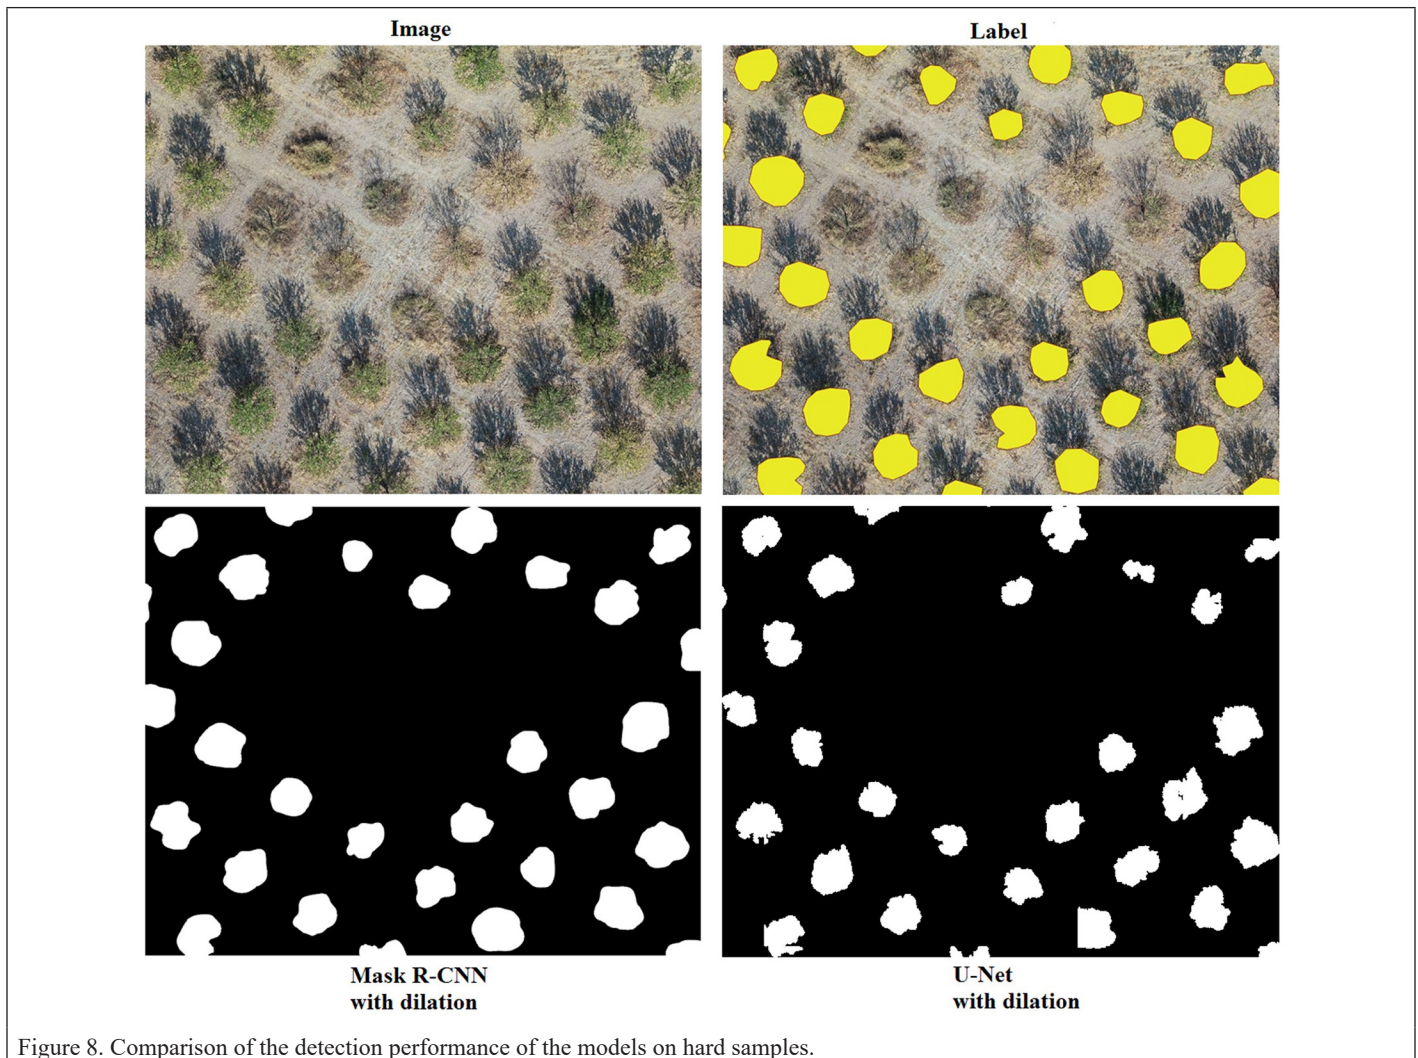 Image
Label
Mask R-CNN
with dilation
U-Net
with dilation
Figure 8. Comparison of the detection performance of the models on hard samples.